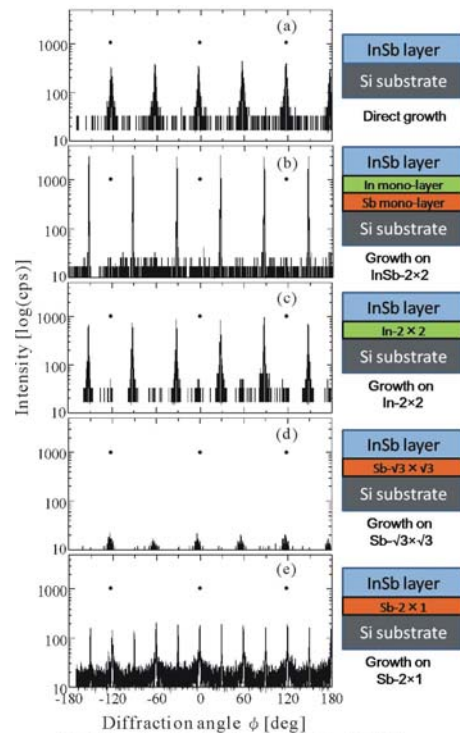 Intensity [log(cps)]
(a)
1000
100
10
InSb layer
Si substrate
Direct growth
(b)
1000
100
10
InSb layer
In mono-layer
Sb mono-layer
Si substrate
Growth on
InSb-2×2
(c)
1000
100
10
InSb layer
In-2 × 2
Si substrate
Growth on
In-2×2
(d)
1000
100
10
InSb layer
Sb-√3 × √3
Si substrate
Growth on
Sb-√3×√3
(e)
1000
100
10
InSb layer
Sb-2 × 1
Si substrate
Growth on
Sb-2×1
-180 -120 -60 0 60 120 180
Diffraction angle ϕ [deg]